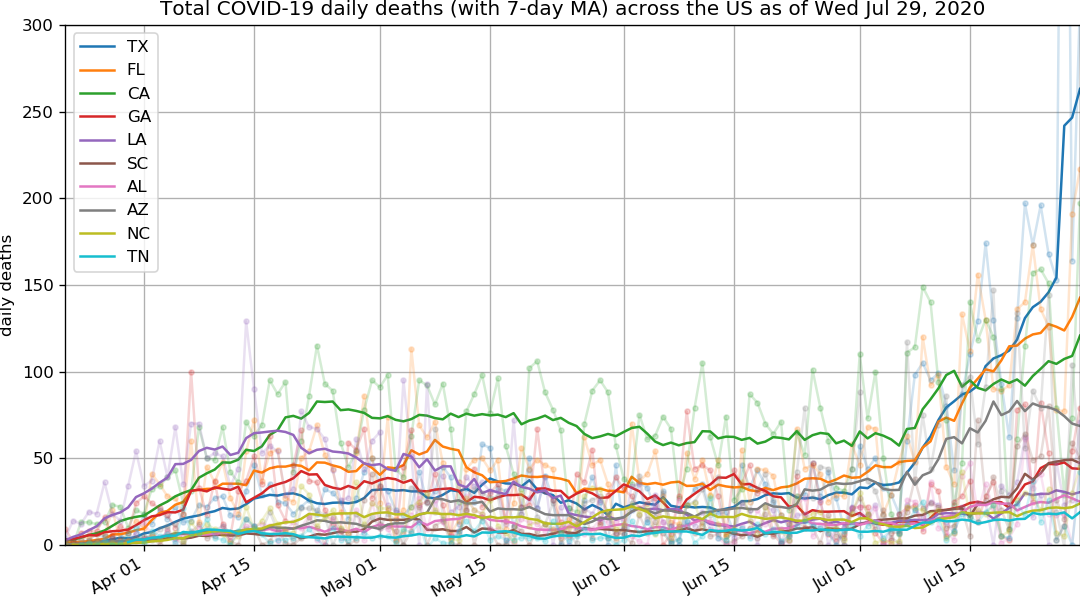 Total COVID-19 daily deaths (with 7-day MA) across the US as of Wed Jul 29, 2020
daily deaths
300
250
200
150
100
50
0
TX
FL
CA
GA
LA
SC
AL
AZ
NC
TN
Apr 01
Apr 15
May 01
May 15
Jun 01
Jun 15
Jul 01
Jul 15